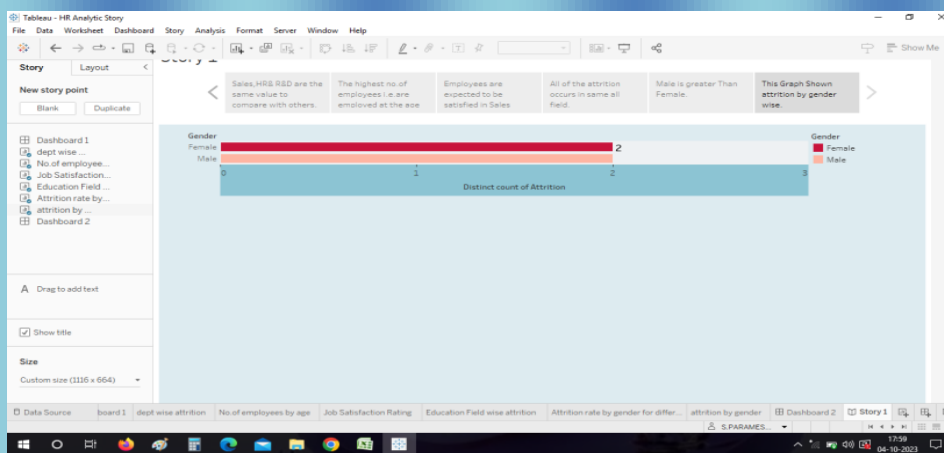 Tableau - HR Analytic Story
File Data Worksheet Dashboard Story Analysis Format Server Window Help
Show Me
Story Layout
Story 1
New story point
Blank Duplicate
Sales,HR& R&D are the
same value to
compare with others.
The highest no.of
employees i.e.are
employed at the age
Employees are
expected to be
satisfied in Sales
All of the attrition
occurs in same all
field.
Male is greater Than
Female.
This Graph Shown
attrition by gender
wise.
Dashboard 1
dept wise ...
No.of employee...
Job Satisfaction...
Education Field ...
Attrition rate by...
attrition by ...
Dashboard 2
Gender
Female 2
Male
0 1 2 3
Distinct count of Attrition
Gender
Female
Male
A Drag to add text
Show title
Size
Custom size (1116 x 664)
Data Source board 1 dept wise attrition No.of employees by age Job Satisfaction Rating Education Field wise attrition Attrition rate by gender for differ... attrition by gender Dashboard 2 Story 1
S.PARAMES...
17:59
04-10-2023